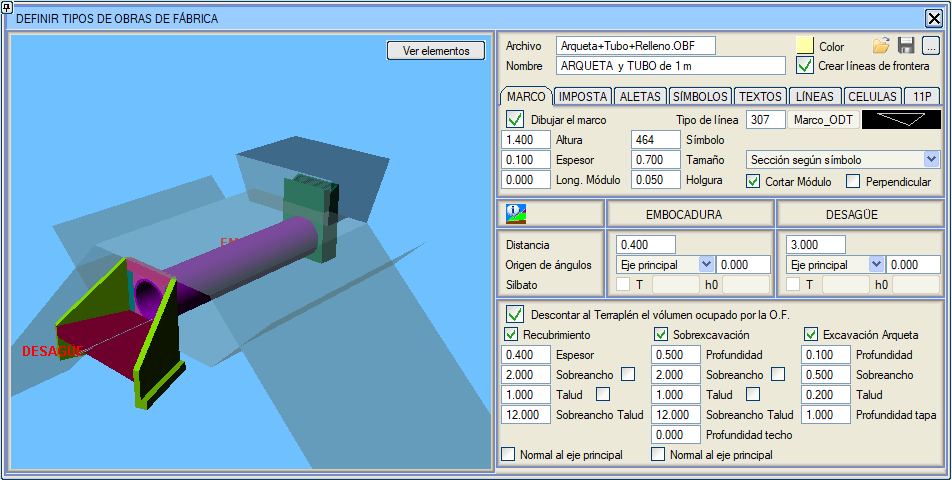 DEFINIR TIPOS DE OBRAS DE FÁBRICA
Ver elementos
DESAGÜE
Archivo Arqueta+Tubo+Relleno.OBF Color ...
Nombre ARQUETA y TUBO de 1 m Crear líneas de frontera
MARCO IMPOSTA ALETAS SÍMBOLOS TEXTOS LÍNEAS CELULAS 11P
Dibujar el marco Tipo de línea 307 Marco_ODT
1.400 Altura 464 Símbolo
0.100 Espesor 0.700 Tamaño Sección según símbolo
0.000 Long. Módulo 0.050 Holgura Cortar Módulo Perpendicular
EMBOCADURA DESAGÜE
Distancia 0.400 3.000
Origen de ángulos Eje principal 0.000 Eje principal 0.000
Silbato T h0 T h0
Descontar al Terraplén el vólumen ocupado por la O.F.
Recubrimiento Sobrexcavación Excavación Arqueta
0.400 Espesor 0.500 Profundidad 0.100 Profundidad
2.000 Sobreancho 2.000 Sobreancho 0.500 Sobreancho
1.000 Talud 1.000 Talud 0.200 Talud
12.000 Sobreancho Talud 12.000 Sobreancho Talud 1.000 Profundidad tapa
0.000 Profundidad techo
Normal al eje principal Normal al eje principal